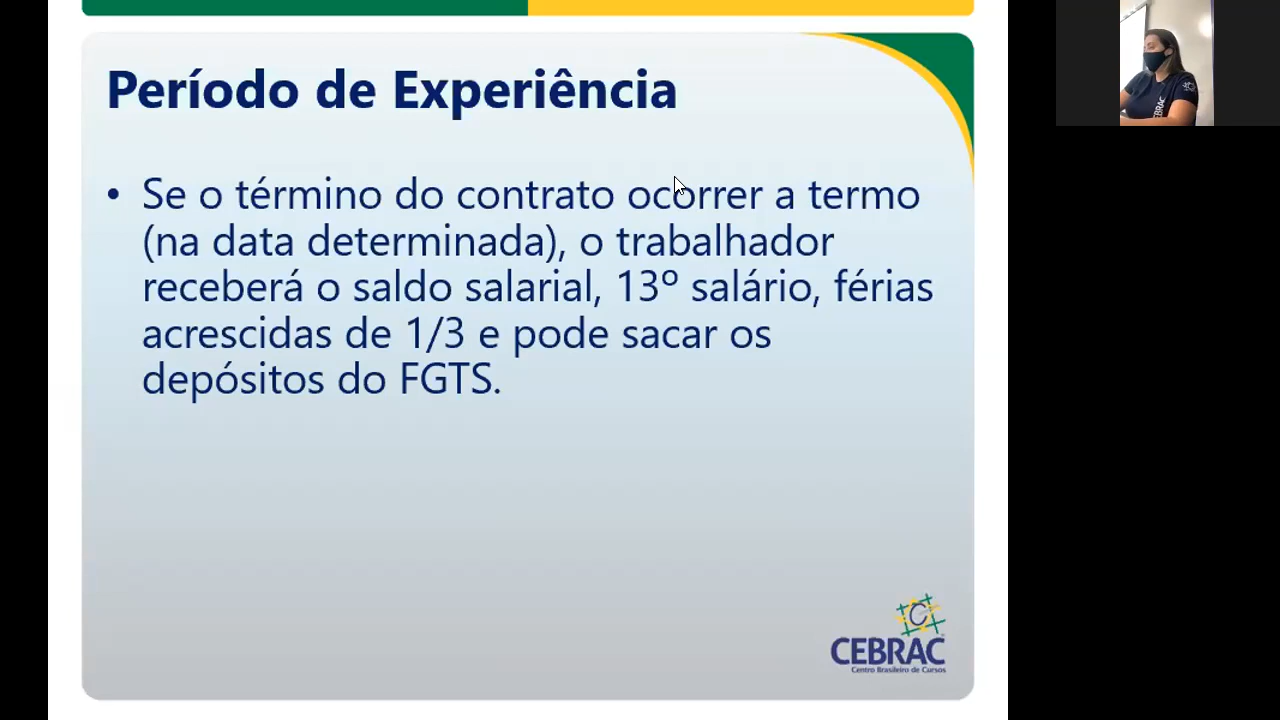 Período de Experiência
• Se o término do contrato ocorrer a termo
(na data determinada), o trabalhador
receberá o saldo salarial, 13º salário, férias
acrescidas de 1/3 e pode sacar os
depósitos do FGTS.
CEBRAC
Centro Brasileiro de Cursos
CEBRAC